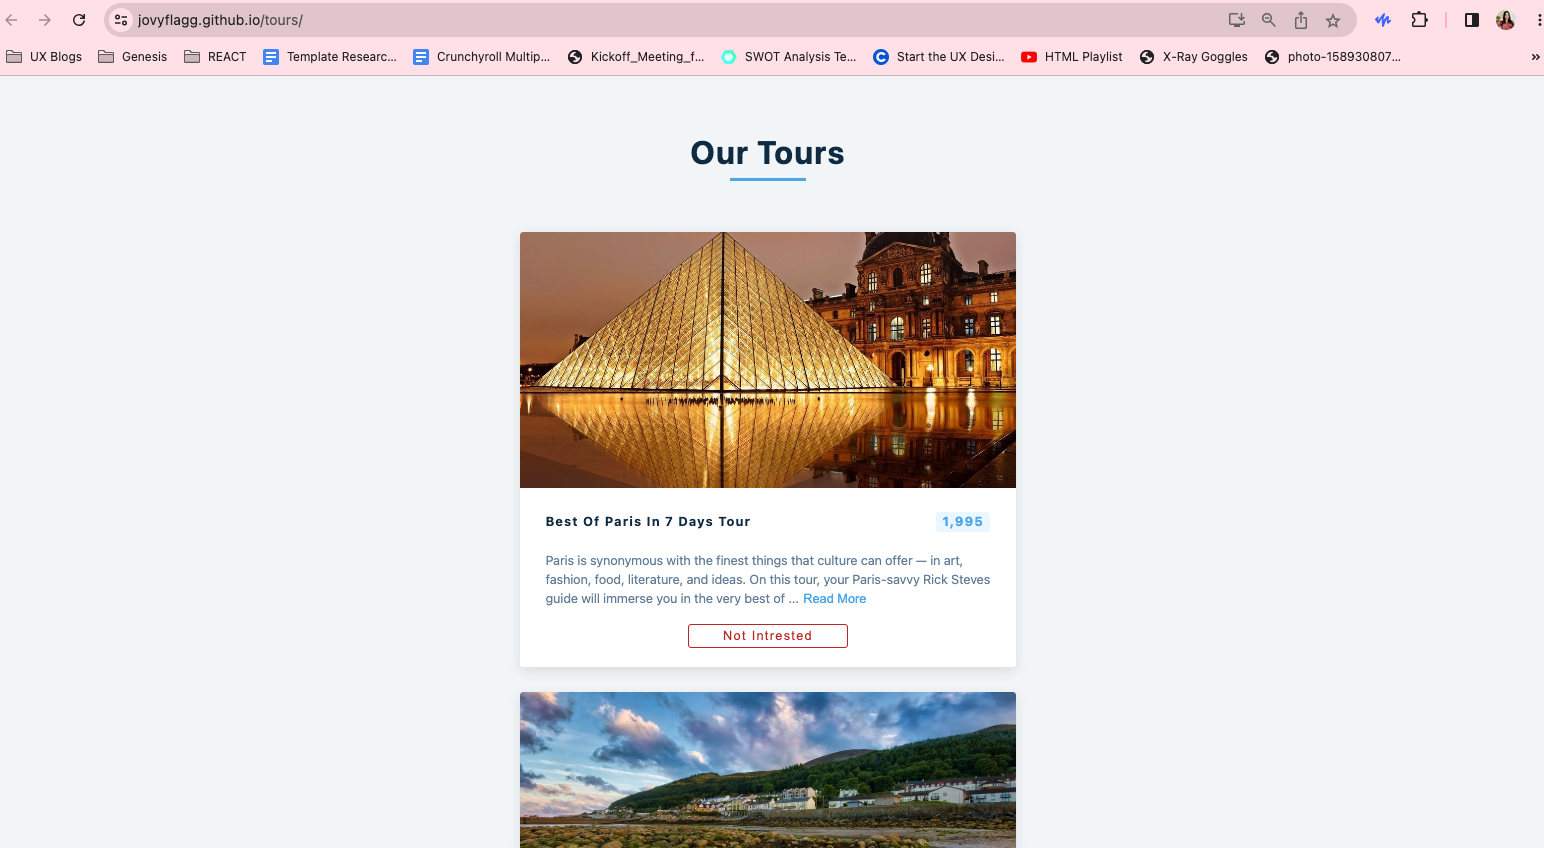 jovyflagg.github.io/tours/
UX Blogs Genesis REACT Template Researc... Crunchyroll Multip... Kickoff_Meeting_f... SWOT Analysis Te... Start the UX Desi... HTML Playlist X-Ray Goggles photo-158930807... »
Our Tours
Best Of Paris In 7 Days Tour 1,995
Paris is synonymous with the finest things that culture can offer — in art,
fashion, food, literature, and ideas. On this tour, your Paris-savvy Rick Steves
guide will immerse you in the very best of ... Read More
Not Intrested